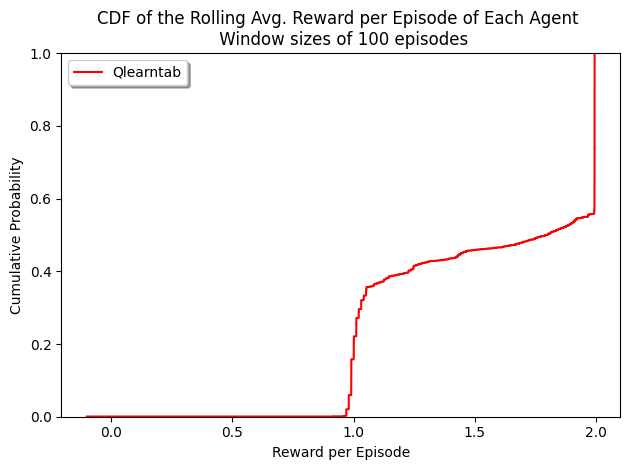 CDF of the Rolling Avg. Reward per Episode of Each Agent
Window sizes of 100 episodes
Qlearntab
1.0
0.8
0.6
0.4
0.2
0.0
Cumulative Probability
0.0 0.5 1.0 1.5 2.0
Reward per Episode